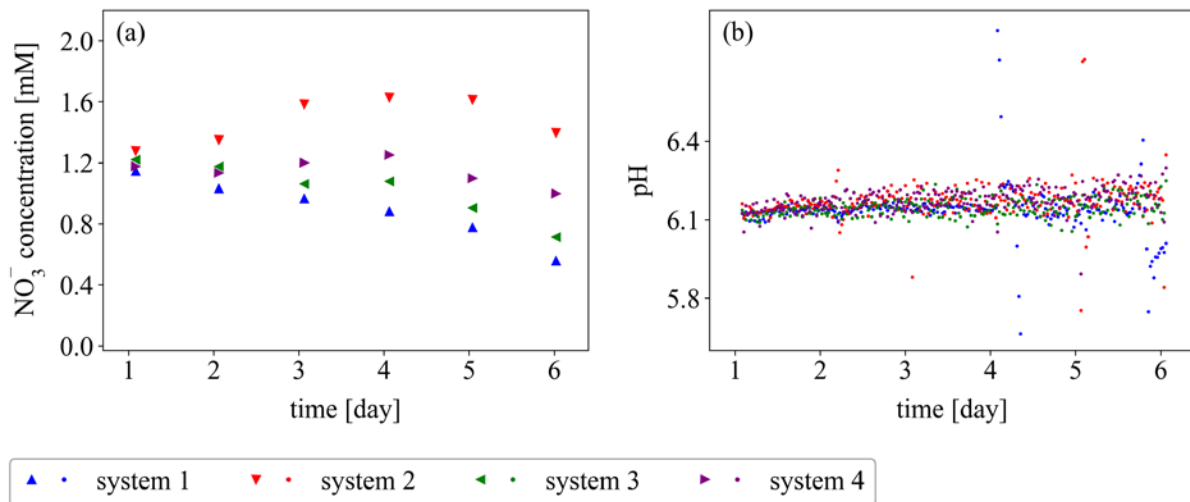 (a)
NO₃⁻ concentration [mM]
2.0
1.6
1.2
0.8
0.4
0.0
1 2 3 4 5 6
time [day]
(b)
pH
6.4
6.1
5.8
1 2 3 4 5 6
time [day]
system 1 system 2 system 3 system 4